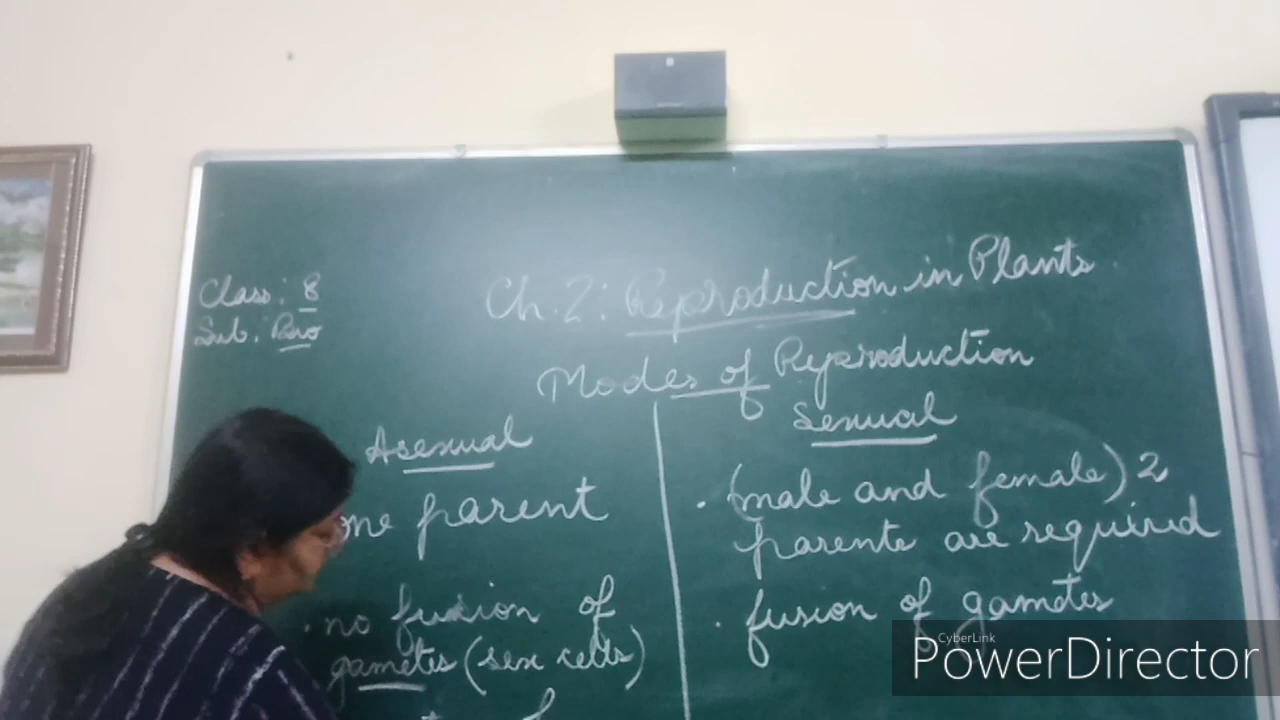 Class: 8
Sub: Bio
Ch.2: Reproduction in Plants
Modes of Reproduction
Asexual
one parent
. no fusion of
gametes (sex cells)
Sexual
. (male and female) 2
parents are required
. fusion of gametes
CyberLink
PowerDirector